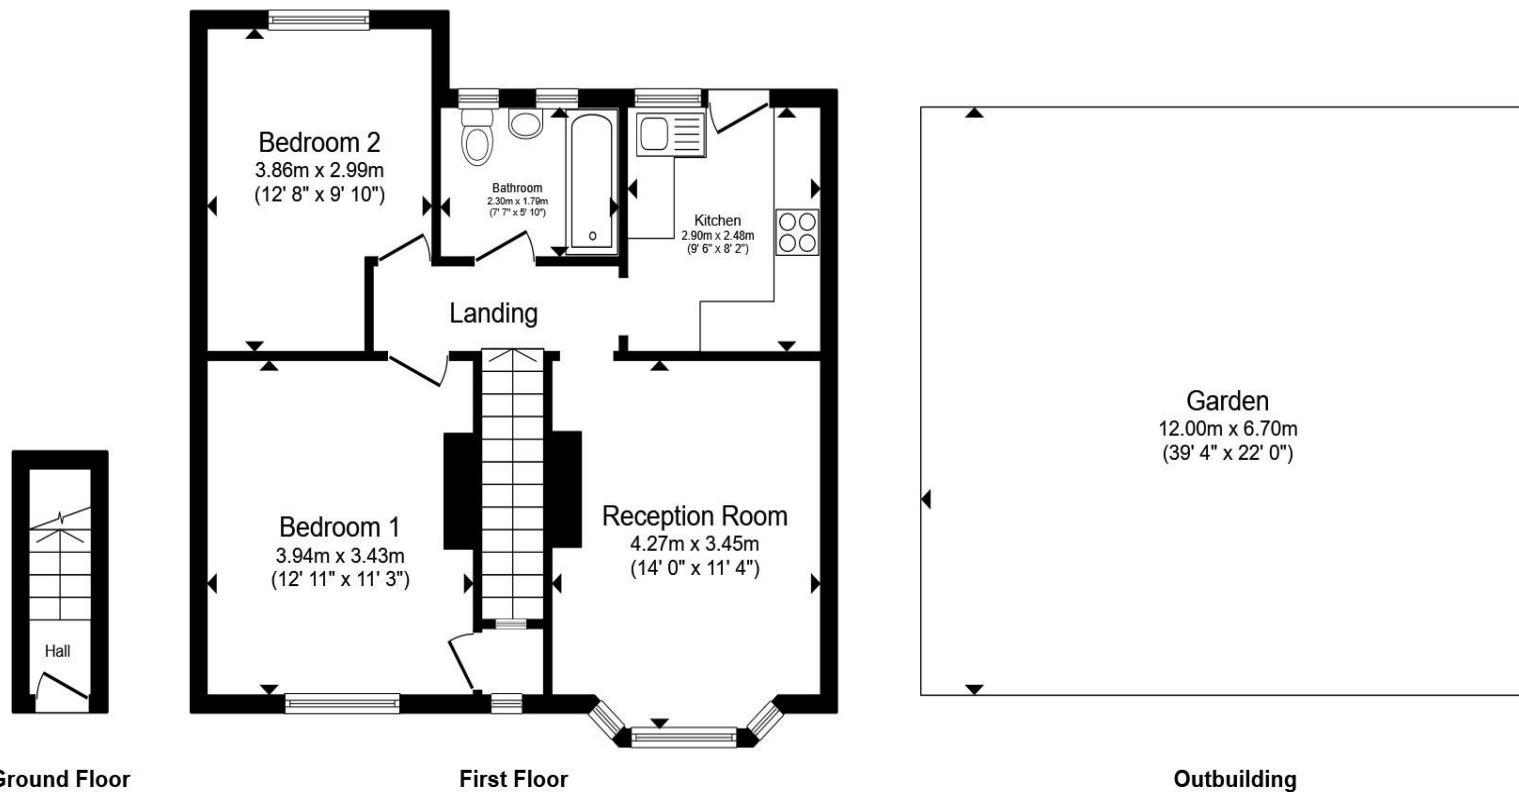 Bedroom 2
3.86m x 2.99m
(12' 8" x 9' 10")
Bathroom
2.30m x 1.79m
(7' 7" x 5' 10")
Kitchen
2.90m x 2.48m
(9' 6" x 8' 2")
Landing
Garden
12.00m x 6.70m
(39' 4" x 22' 0")
Bedroom 1
3.94m x 3.43m
(12' 11" x 11' 3")
Reception Room
4.27m x 3.45m
(14' 0" x 11' 4")
Hall
Ground Floor
First Floor
Outbuilding